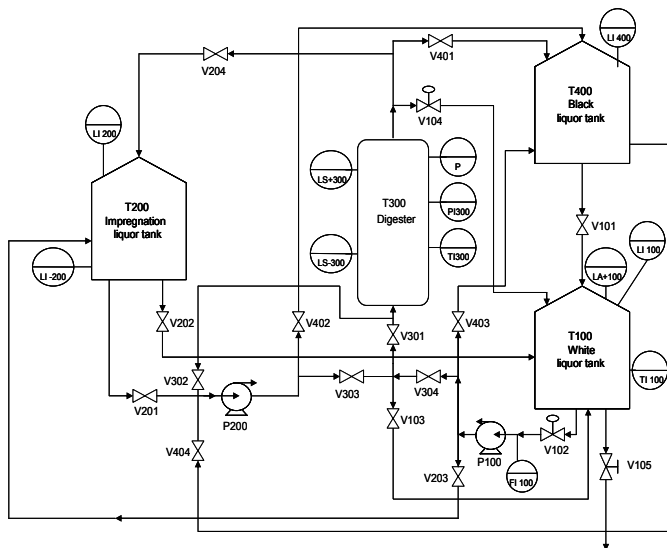 LI 400
V204
V401
T400
Black
liquor tank
LI 200
V104
LS+300
P
T300
Digester
T200
Impregnation
liquor tank
PI300
V101
LI 100
LS-300
TI300
LI -200
LA+100
V202
V402
V301
V403
T100
White
liquor tank
V302
V303
V304
TI 100
V201
P200
V103
V404
P100
V102
V105
V203
FI 100